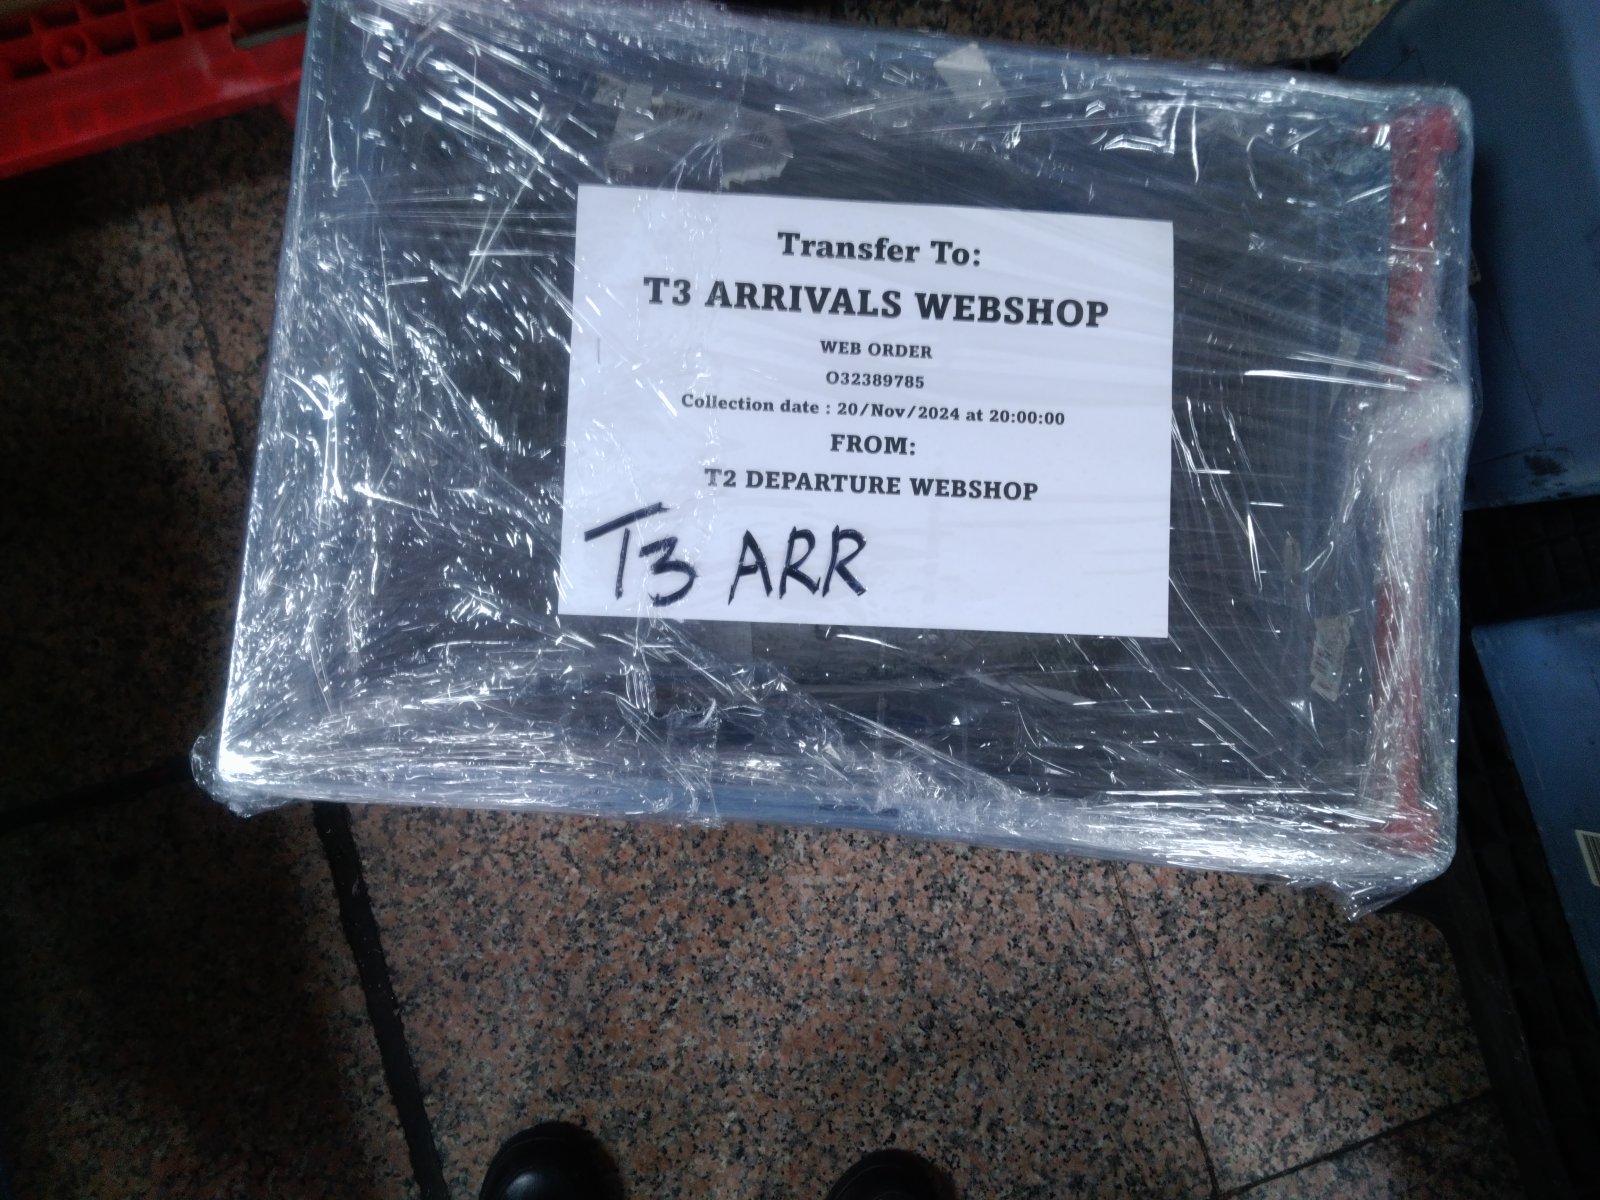 Transfer To:
T3 ARRIVALS WEBSHOP
WEB ORDER
O32389785
Collection date : 20/Nov/2024 at 20:00:00
FROM:
T2 DEPARTURE WEBSHOP
T3 ARR